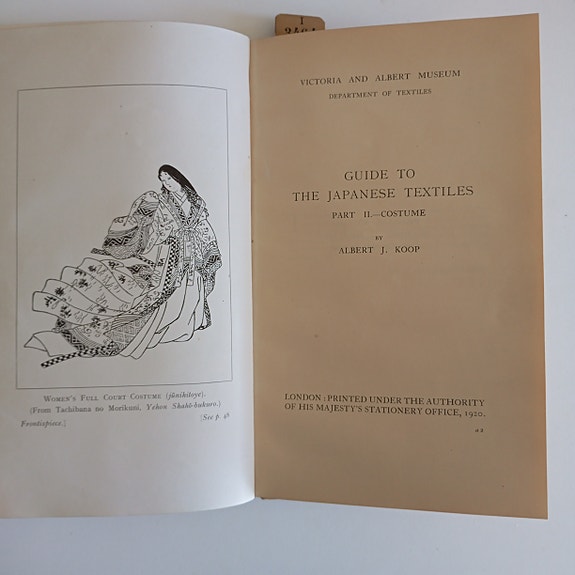 WOMEN'S FULL COURT COSTUME (jūnihitoye).
(From Tachibana no Morikuni, Yehon Shahō-bukuro.)
[See p. 48
Frontispiece.]
1
VICTORIA AND ALBERT MUSEUM
DEPARTMENT OF TEXTILES
GUIDE TO
THE JAPANESE TEXTILES
PART II.—COSTUME
BY
ALBERT J. KOOP
LONDON: PRINTED UNDER THE AUTHORITY
OF HIS MAJESTY'S STATIONERY OFFICE, 1920.
a 2